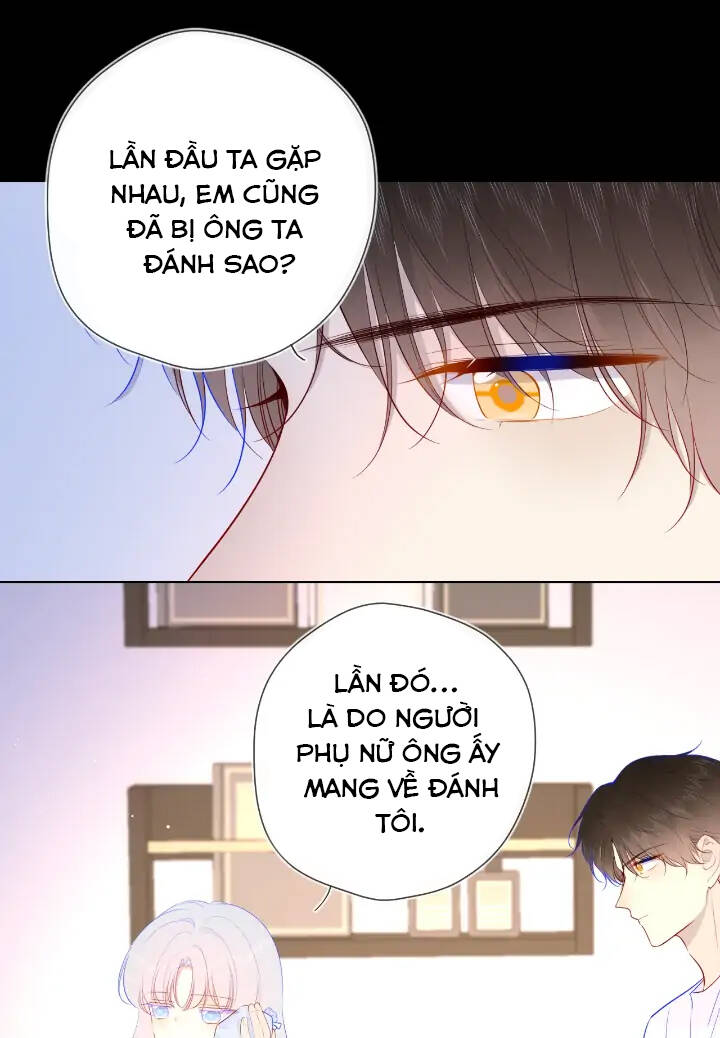 LẦN ĐẦU TA GẶP
NHAU, EM CŨNG
ĐÃ BỊ ÔNG TA
ĐÁNH SAO?
LẦN ĐÓ...
LÀ DO NGƯỜI
PHỤ NỮ ÔNG ẤY
MANG VỀ ĐÁNH
TÔI.